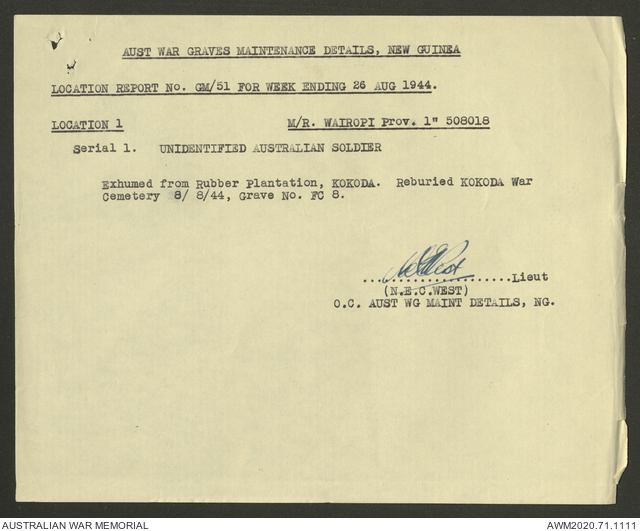 AUST WAR GRAVES MAINTENANCE DETAILS, NEW GUINEA
LOCATION REPORT No. GM/51 FOR WEEK ENDING 26 AUG 1944.
LOCATION 1 M/R. WAIROPI Prov. 1" 508018
Serial 1. UNIDENTIFIED AUSTRALIAN SOLDIER
Exhumed from Rubber Plantation, KOKODA. Reburied KOKODA War
Cemetery 8/ 8/44, Grave No. FC 8.
...NECWest...Lieut
(N.E.C.WEST)
O.C. AUST WG MAINT DETAILS, NG.
AUSTRALIAN WAR MEMORIAL AWM2020.71.1111